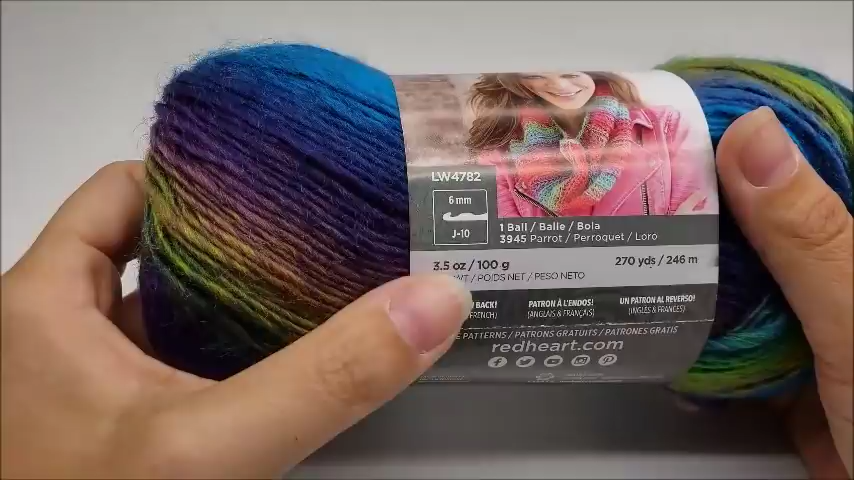 LW4782
6 mm
J-10
1 Ball / Balle / Bola
3945 Parrot / Perroquet / Loro
3.5 oz / 100 g
270 yds / 246 m
WT / POIDS NET / PESO NETO
BACK!
FRENCH)
PATRON À L'ENDOS!
(ANGLAIS & FRANÇAIS)
UN PATRON AL REVERSO!
(INGLÉS & FRANCÉS)
PATTERNS / PATRONS GRATUITS / PATRONES GRATIS
redheart.com